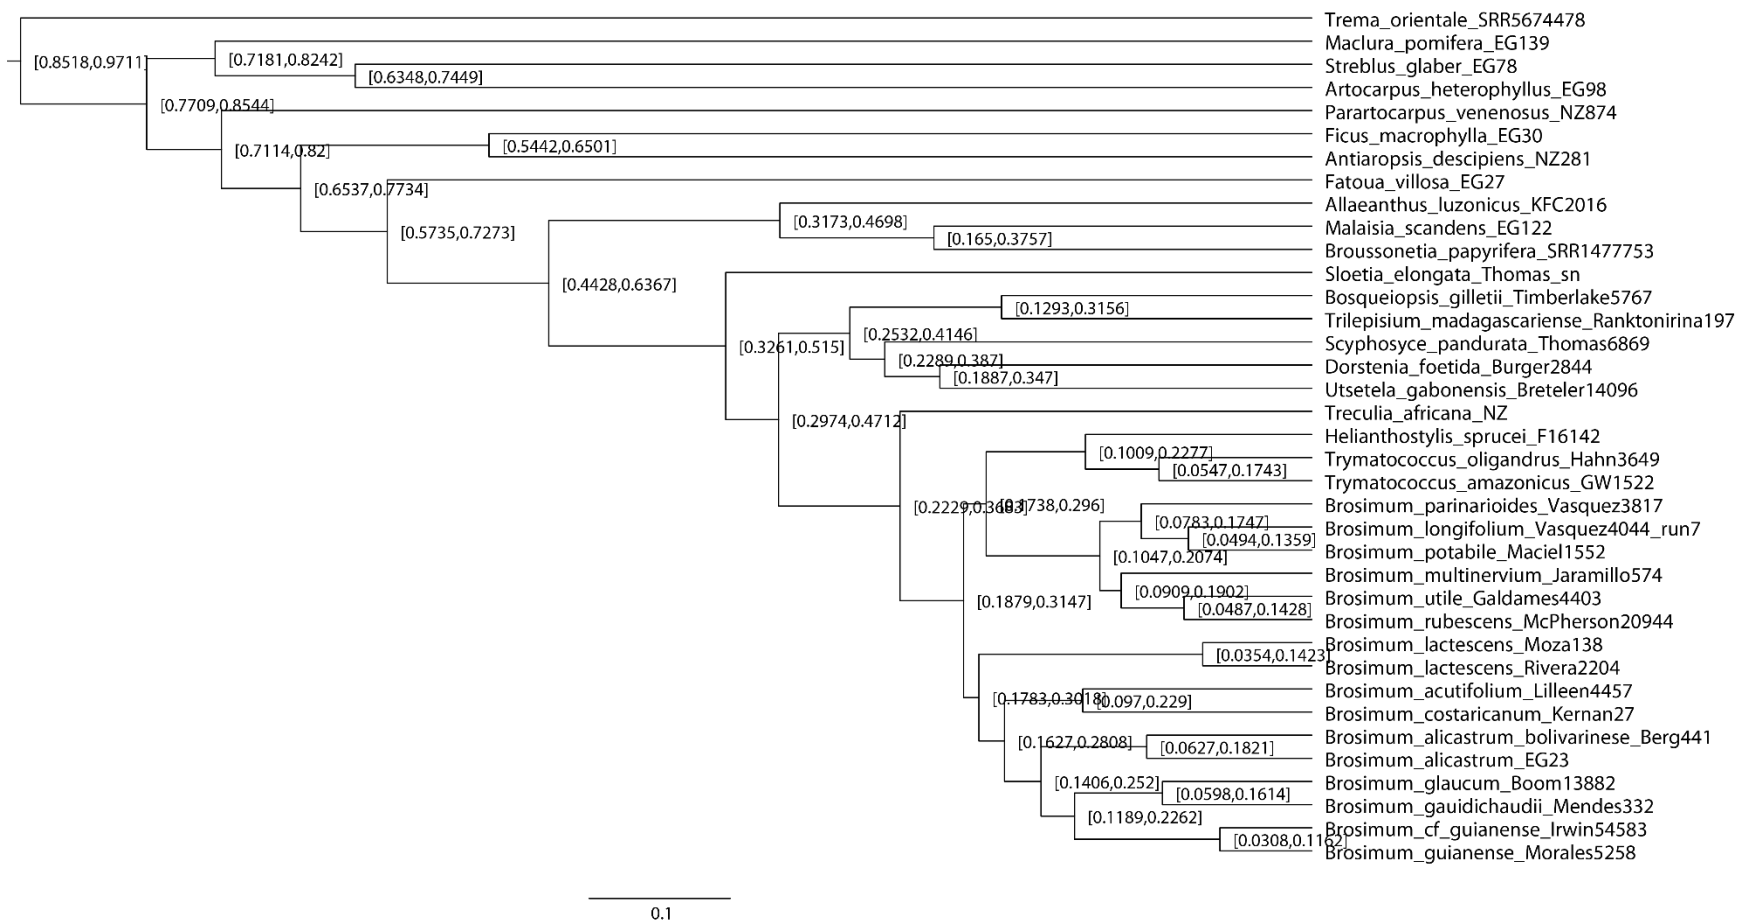 Trema_orientale_SRR5674478
Maclura_pomifera_EG139
[0.8518,0.9711]
[0.7181,0.8242]
Streblus_glaber_EG78
[0.6348,0.7449]
Artocarpus_heterophyllus_EG98
[0.7709,0.8544]
Parartocarpus_venenosus_NZ874
Ficus_macrophylla_EG30
[0.7114,0.82]
[0.5442,0.6501]
Antiaropsis_descipiens_NZ281
Fatoua_villosa_EG27
[0.6537,0.7734]
Allaeanthus_luzonicus_KFC2016
[0.3173,0.4698]
Malaisia_scandens_EG122
[0.5735,0.7273]
[0.165,0.3757]
Broussonetia_papyrifera_SRR1477753
Sloetia_elongata_Thomas_sn
[0.4428,0.6367]
Bosqueiopsis_gilletii_Timberlake5767
[0.1293,0.3156]
Trilepisium_madagascariense_Ranktonirina197
[0.2532,0.4146]
Scyphosyce_pandurata_Thomas6869
[0.3261,0.515]
[0.2289,0.387]
Dorstenia_foetida_Burger2844
[0.1887,0.347]
Utsetela_gabonensis_Breteler14096
Treculia_africana_NZ
[0.2974,0.4712]
Helianthostylis_sprucei_F16142
[0.1009,0.2277]
Trymatococcus_oligandrus_Hahn3649
[0.0547,0.1743]
Trymatococcus_amazonicus_GW1522
[0.2229,0.3683]
[0.1738,0.296]
Brosimum_parinarioides_Vasquez3817
[0.0783,0.1747]
Brosimum_longifolium_Vasquez4044_run7
[0.0494,0.1359]
Brosimum_potabile_Maciel1552
[0.1047,0.2074]
Brosimum_multinervium_Jaramillo574
[0.0909,0.1902]
Brosimum_utile_Galdames4403
[0.1879,0.3147]
[0.0487,0.1428]
Brosimum_rubescens_McPherson20944
Brosimum_lactescens_Moza138
[0.0354,0.1423]
Brosimum_lactescens_Rivera2204
Brosimum_acutifolium_Lilleen4457
[0.1783,0.3018]
[0.097,0.229]
Brosimum_costaricanum_Kernan27
Brosimum_alicastrum_bolivarinese_Berg441
[0.1627,0.2808]
[0.0627,0.1821]
Brosimum_alicastrum_EG23
[0.1406,0.252]
Brosimum_glaucum_Boom13882
[0.0598,0.1614]
Brosimum_gauidichaudii_Mendes332
[0.1189,0.2262]
Brosimum_cf_guianense_Irwin54583
[0.0308,0.1162]
Brosimum_guianense_Morales5258
0.1